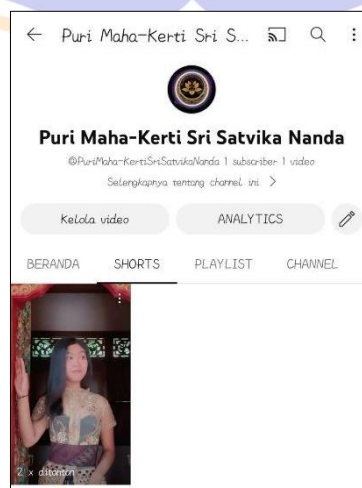 Puri Maha-Kerti Sri S...
Puri Maha-Kerti Sri Satvika Nanda
@PuriMaha-KertiSriSatvikaNanda 1 subscriber 1 video
Selengkapnya tentang channel ini >
Kelola video ANALYTICS
BERANDA SHORTS PLAYLIST CHANNEL
2 x ditonton